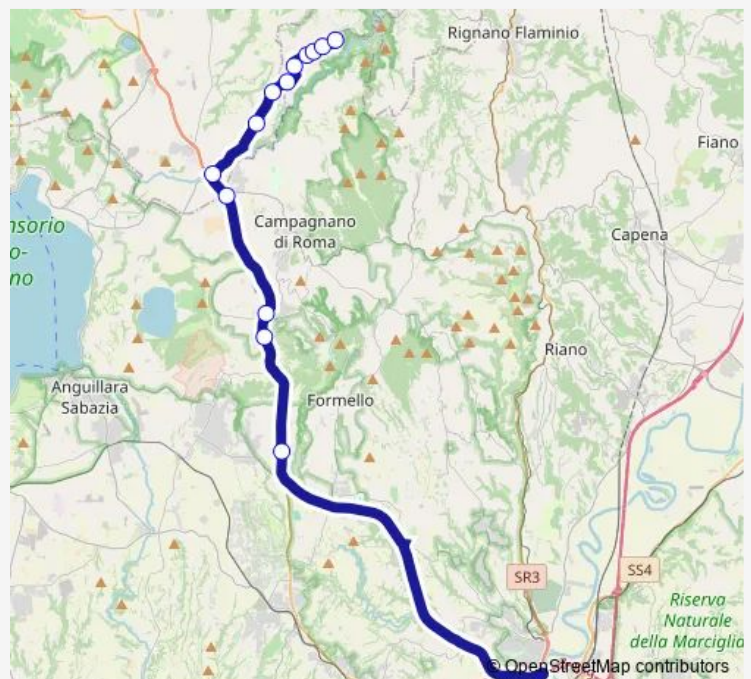 Rignano Flaminio
Fiano
nsorio
o-
no
Campagnano
di Roma
Capena
Riano
Anguillara
Sabazia
Formello
SR3
SS4
Riserva
Naturale
della Marciglia
© OpenStreetMap contributors